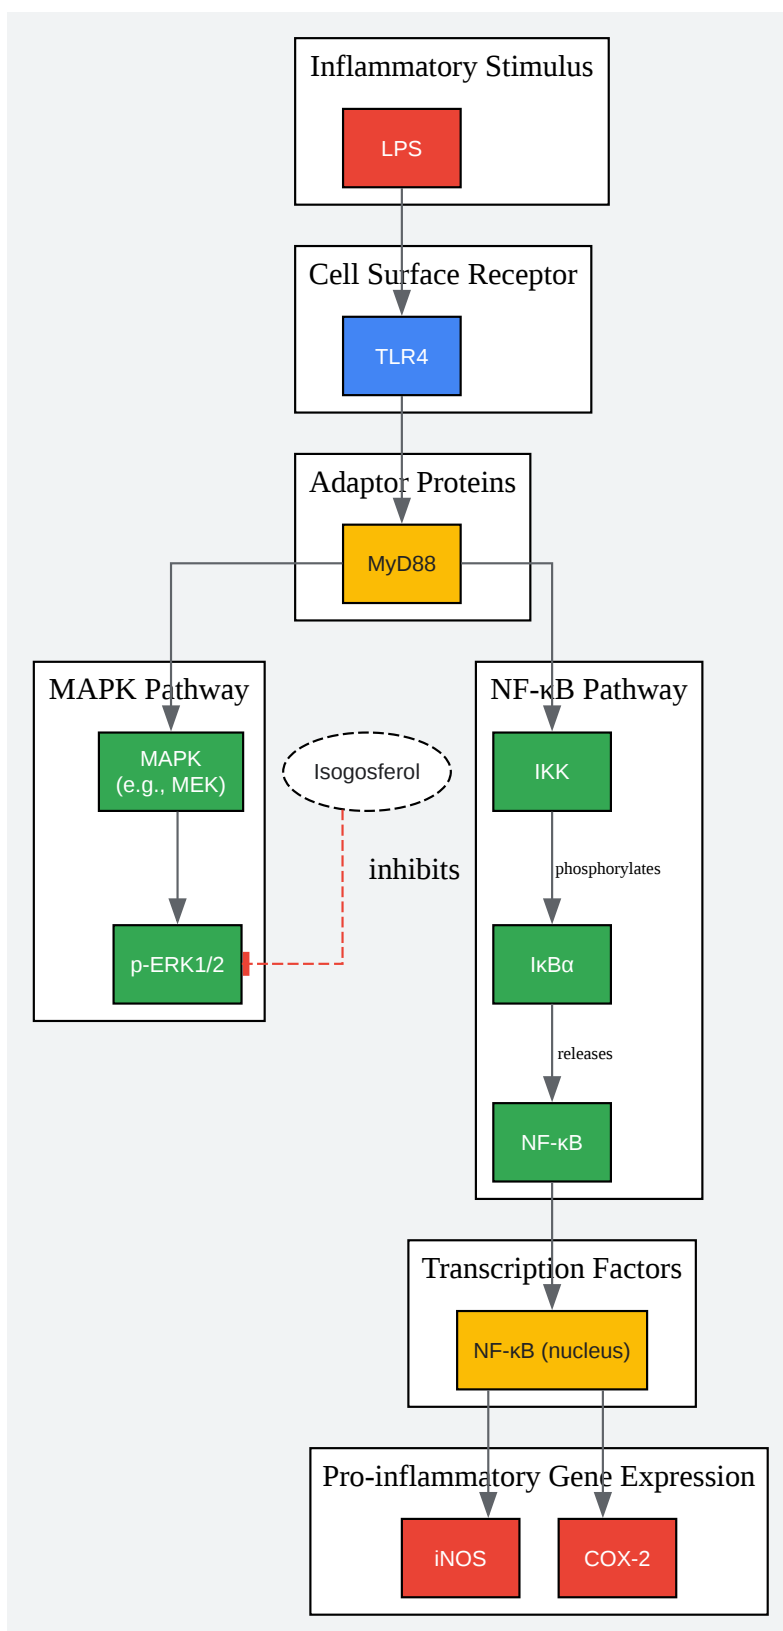 Inflammatory Stimulus
LPS
Cell Surface Receptor
TLR4
Adaptor Proteins
MyD88
MAPK Pathway
NF-κB Pathway
MAPK
(e.g., MEK)
Isogosferol
IKK
inhibits
phosphorylates
p-ERK1/2
IκBα
releases
NF-κB
Transcription Factors
NF-κB (nucleus)
Pro-inflammatory Gene Expression
iNOS
COX-2